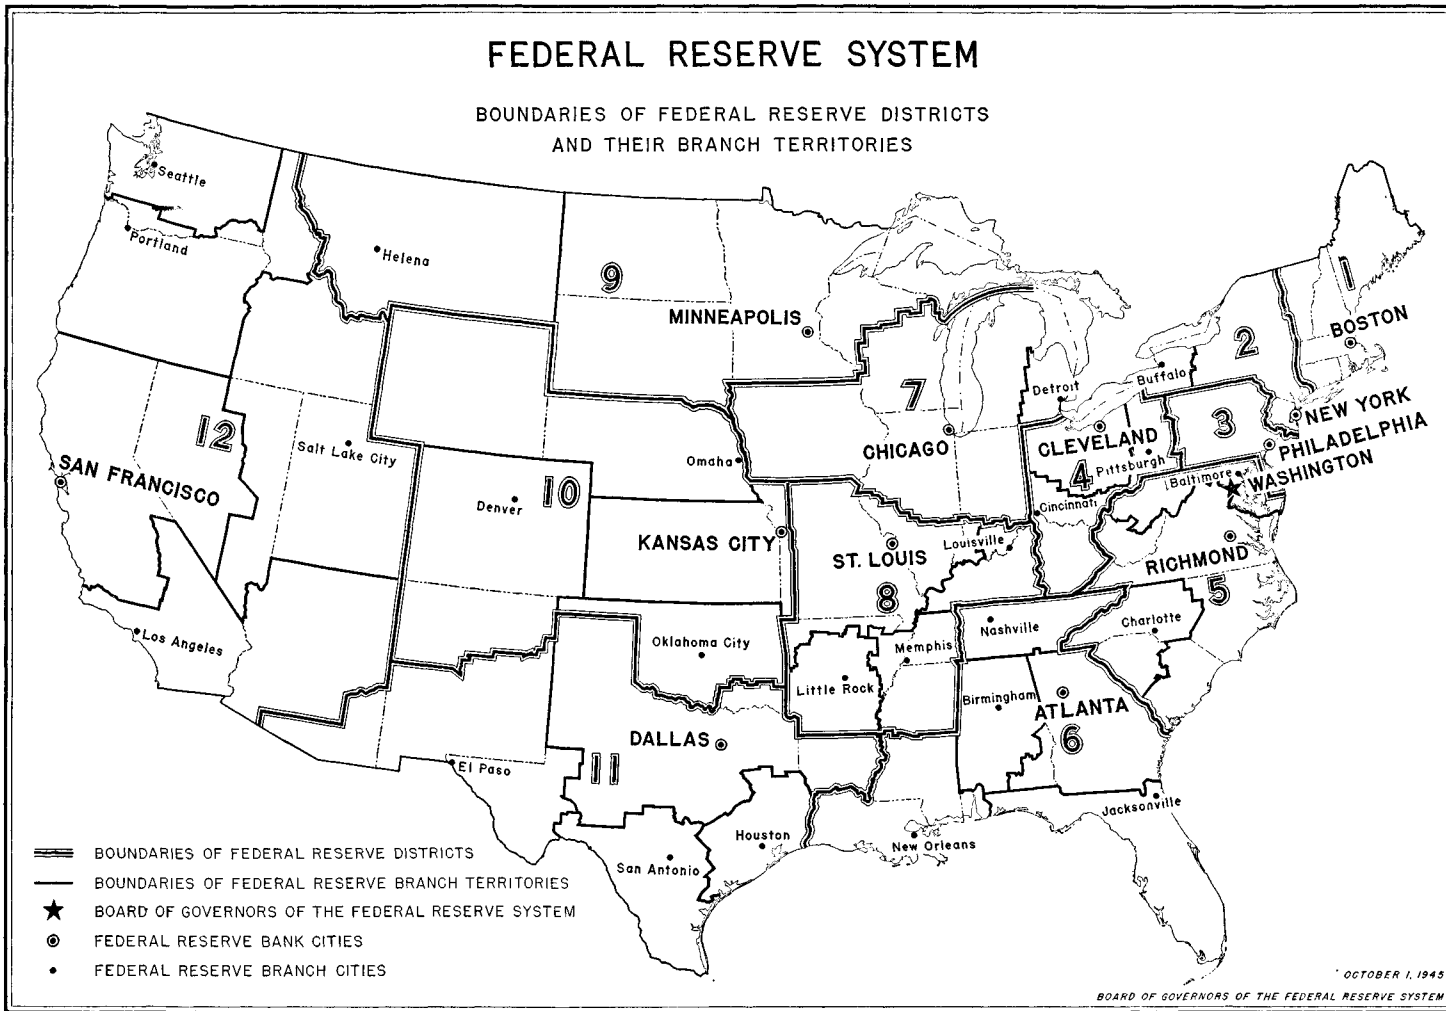 FEDERAL RESERVE SYSTEM
BOUNDARIES OF FEDERAL RESERVE DISTRICTS
AND THEIR BRANCH TERRITORIES
Seattle
Portland
Helena
9
MINNEAPOLIS
1
BOSTON
2
Buffalo
Detroit
7
CHICAGO
3
NEW YORK
PHILADELPHIA
WASHINGTON
CLEVELAND
4
Pittsburgh
Baltimore
Cincinnati
12
SAN FRANCISCO
Salt Lake City
Omaha
Denver
10
KANSAS CITY
ST. LOUIS
Louisville
8
RICHMOND
5
Los Angeles
Oklahoma City
Nashville
Charlotte
Memphis
Little Rock
Birmingham
ATLANTA
6
DALLAS
11
El Paso
Jacksonville
Houston
New Orleans
San Antonio
BOUNDARIES OF FEDERAL RESERVE DISTRICTS
BOUNDARIES OF FEDERAL RESERVE BRANCH TERRITORIES
BOARD OF GOVERNORS OF THE FEDERAL RESERVE SYSTEM
FEDERAL RESERVE BANK CITIES
FEDERAL RESERVE BRANCH CITIES
OCTOBER 1, 1945
BOARD OF GOVERNORS OF THE FEDERAL RESERVE SYSTEM